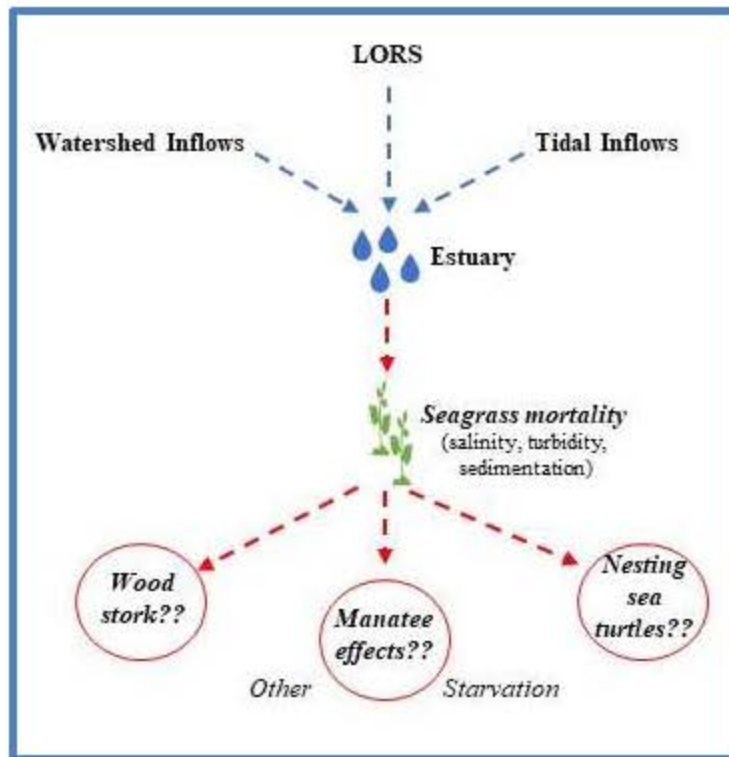 LORS
Watershed Inflows
Tidal Inflows
Estuary
Seagrass mortality
(salinity, turbidity,
sedimentation)
Wood
stork??
Manatee
effects??
Nesting
sea
turtles??
Other
Starvation